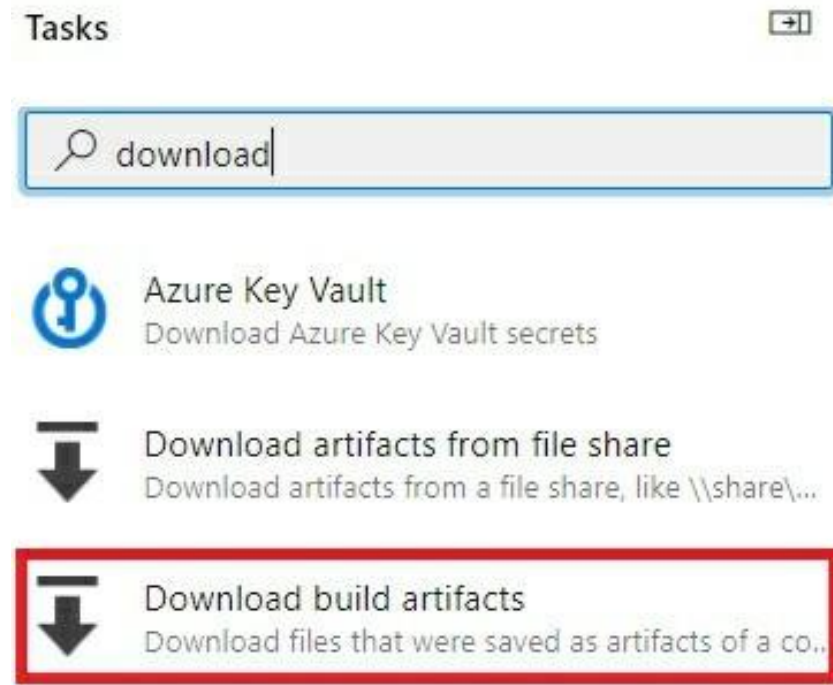 Tasks
download
Azure Key Vault
Download Azure Key Vault secrets
Download artifacts from file share
Download artifacts from a file share, like \\share\...
Download build artifacts
Download files that were saved as artifacts of a co..